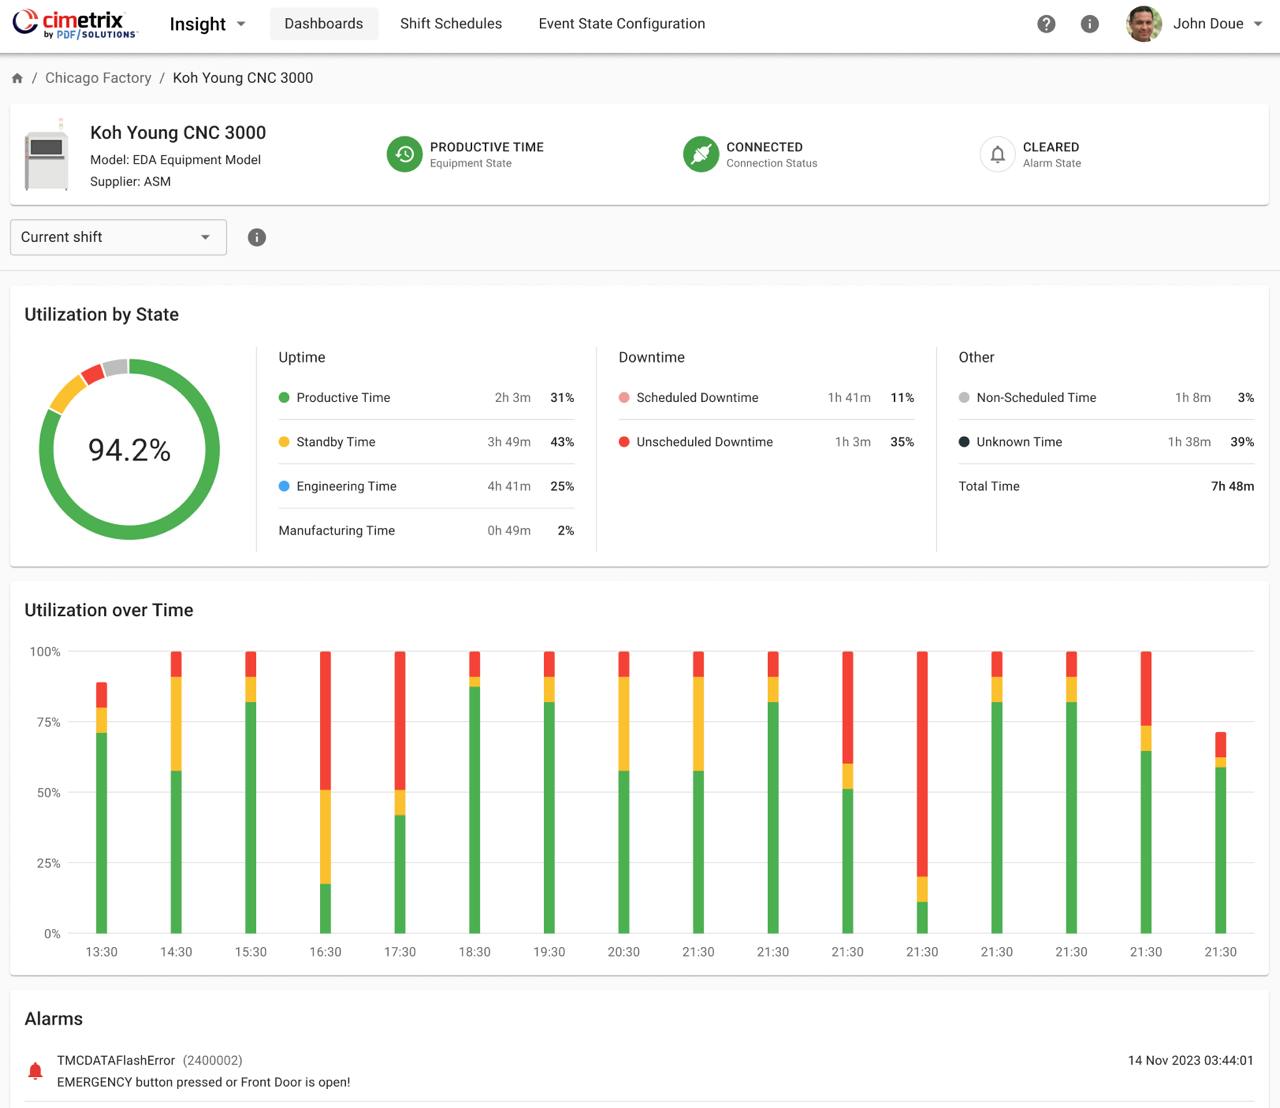 cimetrix
by PDF/SOLUTIONS
Insight
Dashboards
Shift Schedules
Event State Configuration
John Doue
/ Chicago Factory / Koh Young CNC 3000
Koh Young CNC 3000
Model: EDA Equipment Model
Supplier: ASM
PRODUCTIVE TIME
Equipment State
CONNECTED
Connection Status
CLEARED
Alarm State
Current shift
Utilization by State
94.2%
Uptime
Productive Time 2h 3m 31%
Standby Time 3h 49m 43%
Engineering Time 4h 41m 25%
Manufacturing Time 0h 49m 2%
Downtime
Scheduled Downtime 1h 41m 11%
Unscheduled Downtime 1h 3m 35%
Other
Non-Scheduled Time 1h 8m 3%
Unknown Time 1h 38m 39%
Total Time 7h 48m
Utilization over Time
100%
75%
50%
25%
0%
13:30 14:30 15:30 16:30 17:30 18:30 19:30 20:30 21:30 21:30 21:30 21:30 21:30 21:30 21:30 21:30
Alarms
TMCDATAFlashError (2400002) 14 Nov 2023 03:44:01
EMERGENCY button pressed or Front Door is open!